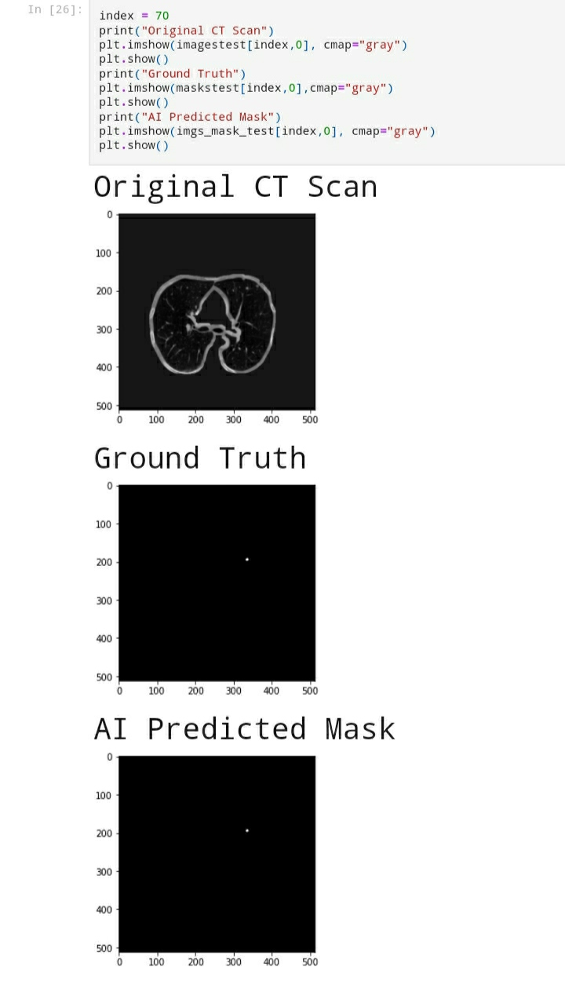 In [26]:
index = 70
print("Original CT Scan")
plt.imshow(imagestest[index,0], cmap="gray")
plt.show()
print("Ground Truth")
plt.imshow(maskstest[index,0],cmap="gray")
plt.show()
print("AI Predicted Mask")
plt.imshow(imgs_mask_test[index,0], cmap="gray")
plt.show()
Original CT Scan
0
100
200
300
400
500
0 100 200 300 400 500
Ground Truth
0
100
200
300
400
500
0 100 200 300 400 500
AI Predicted Mask
0
100
200
300
400
500
0 100 200 300 400 500